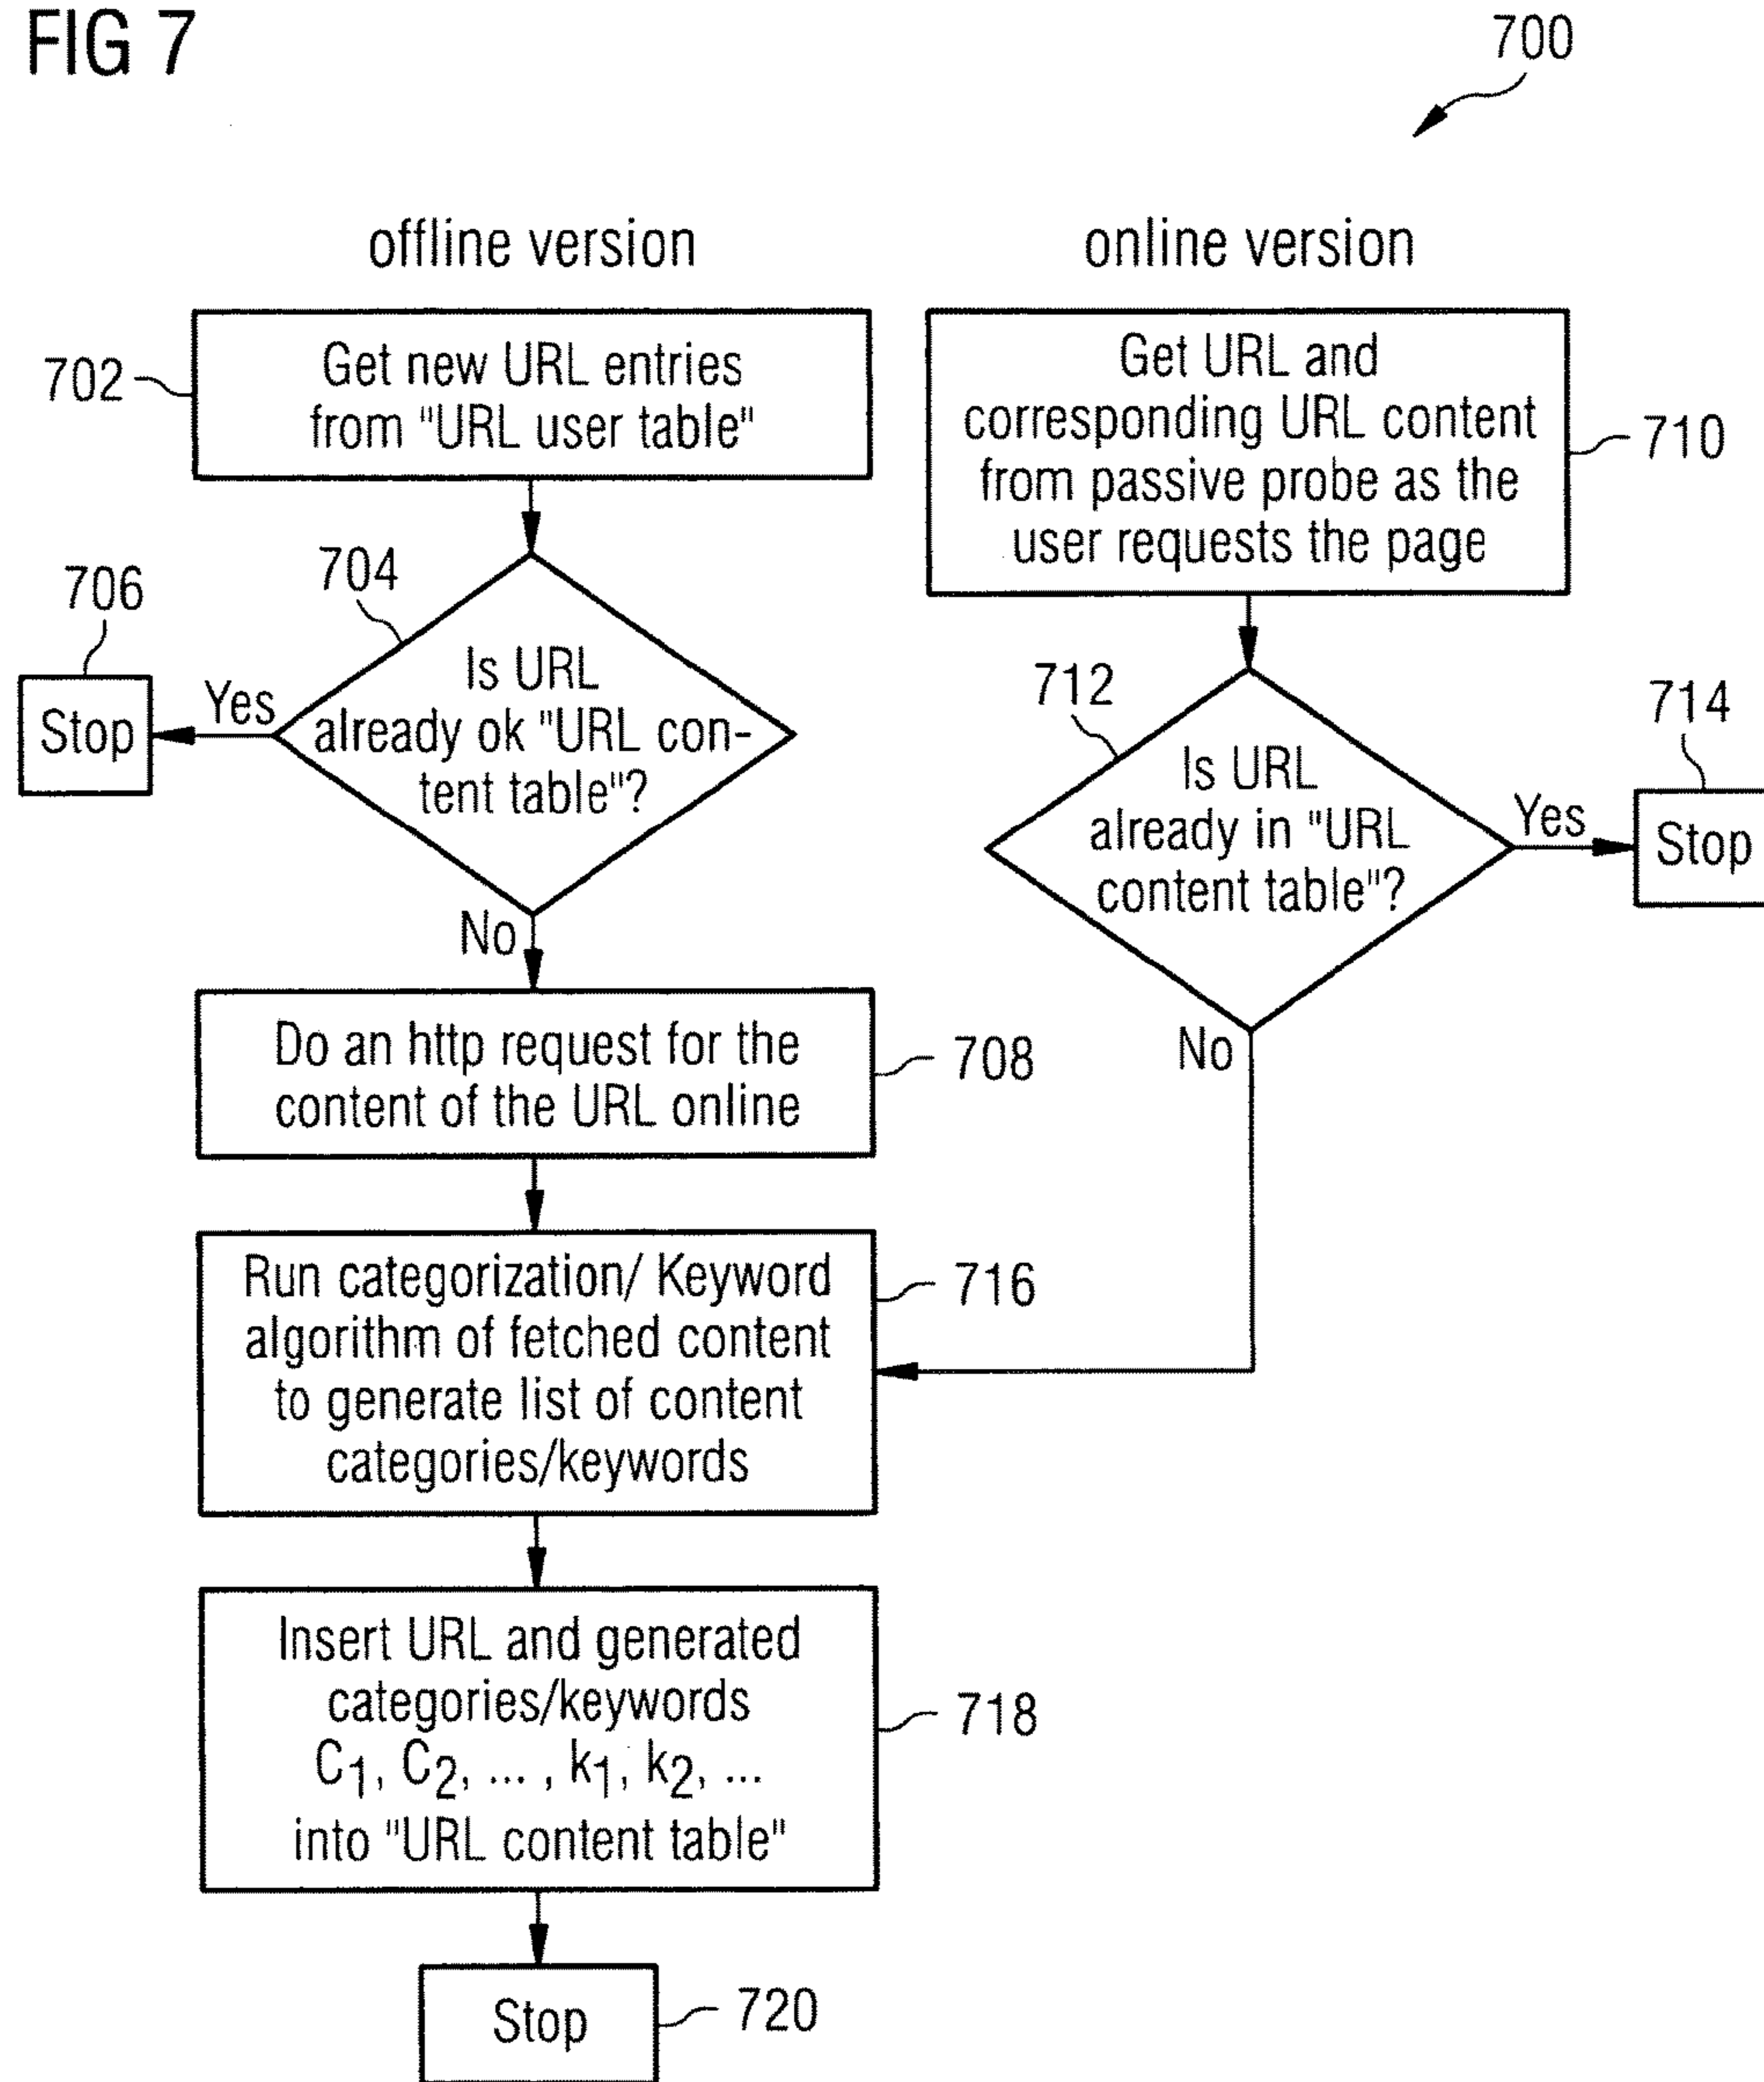 FIG 7
700
offline version
online version
702
Get new URL entries
from "URL user table"
Get URL and
corresponding URL content
from passive probe as the
user requests the page
710
704
706
Stop
Yes
Is URL
already ok "URL con-
tent table"?
No
712
714
Is URL
already in "URL
content table"?
Yes
Stop
No
Do an http request for the
content of the URL online
708
Run categorization/ Keyword
algorithm of fetched content
to generate list of content
categories/keywords
716
Insert URL and generated
categories/keywords
C1, C2, ... , k1, k2, ...
into "URL content table"
718
Stop
720